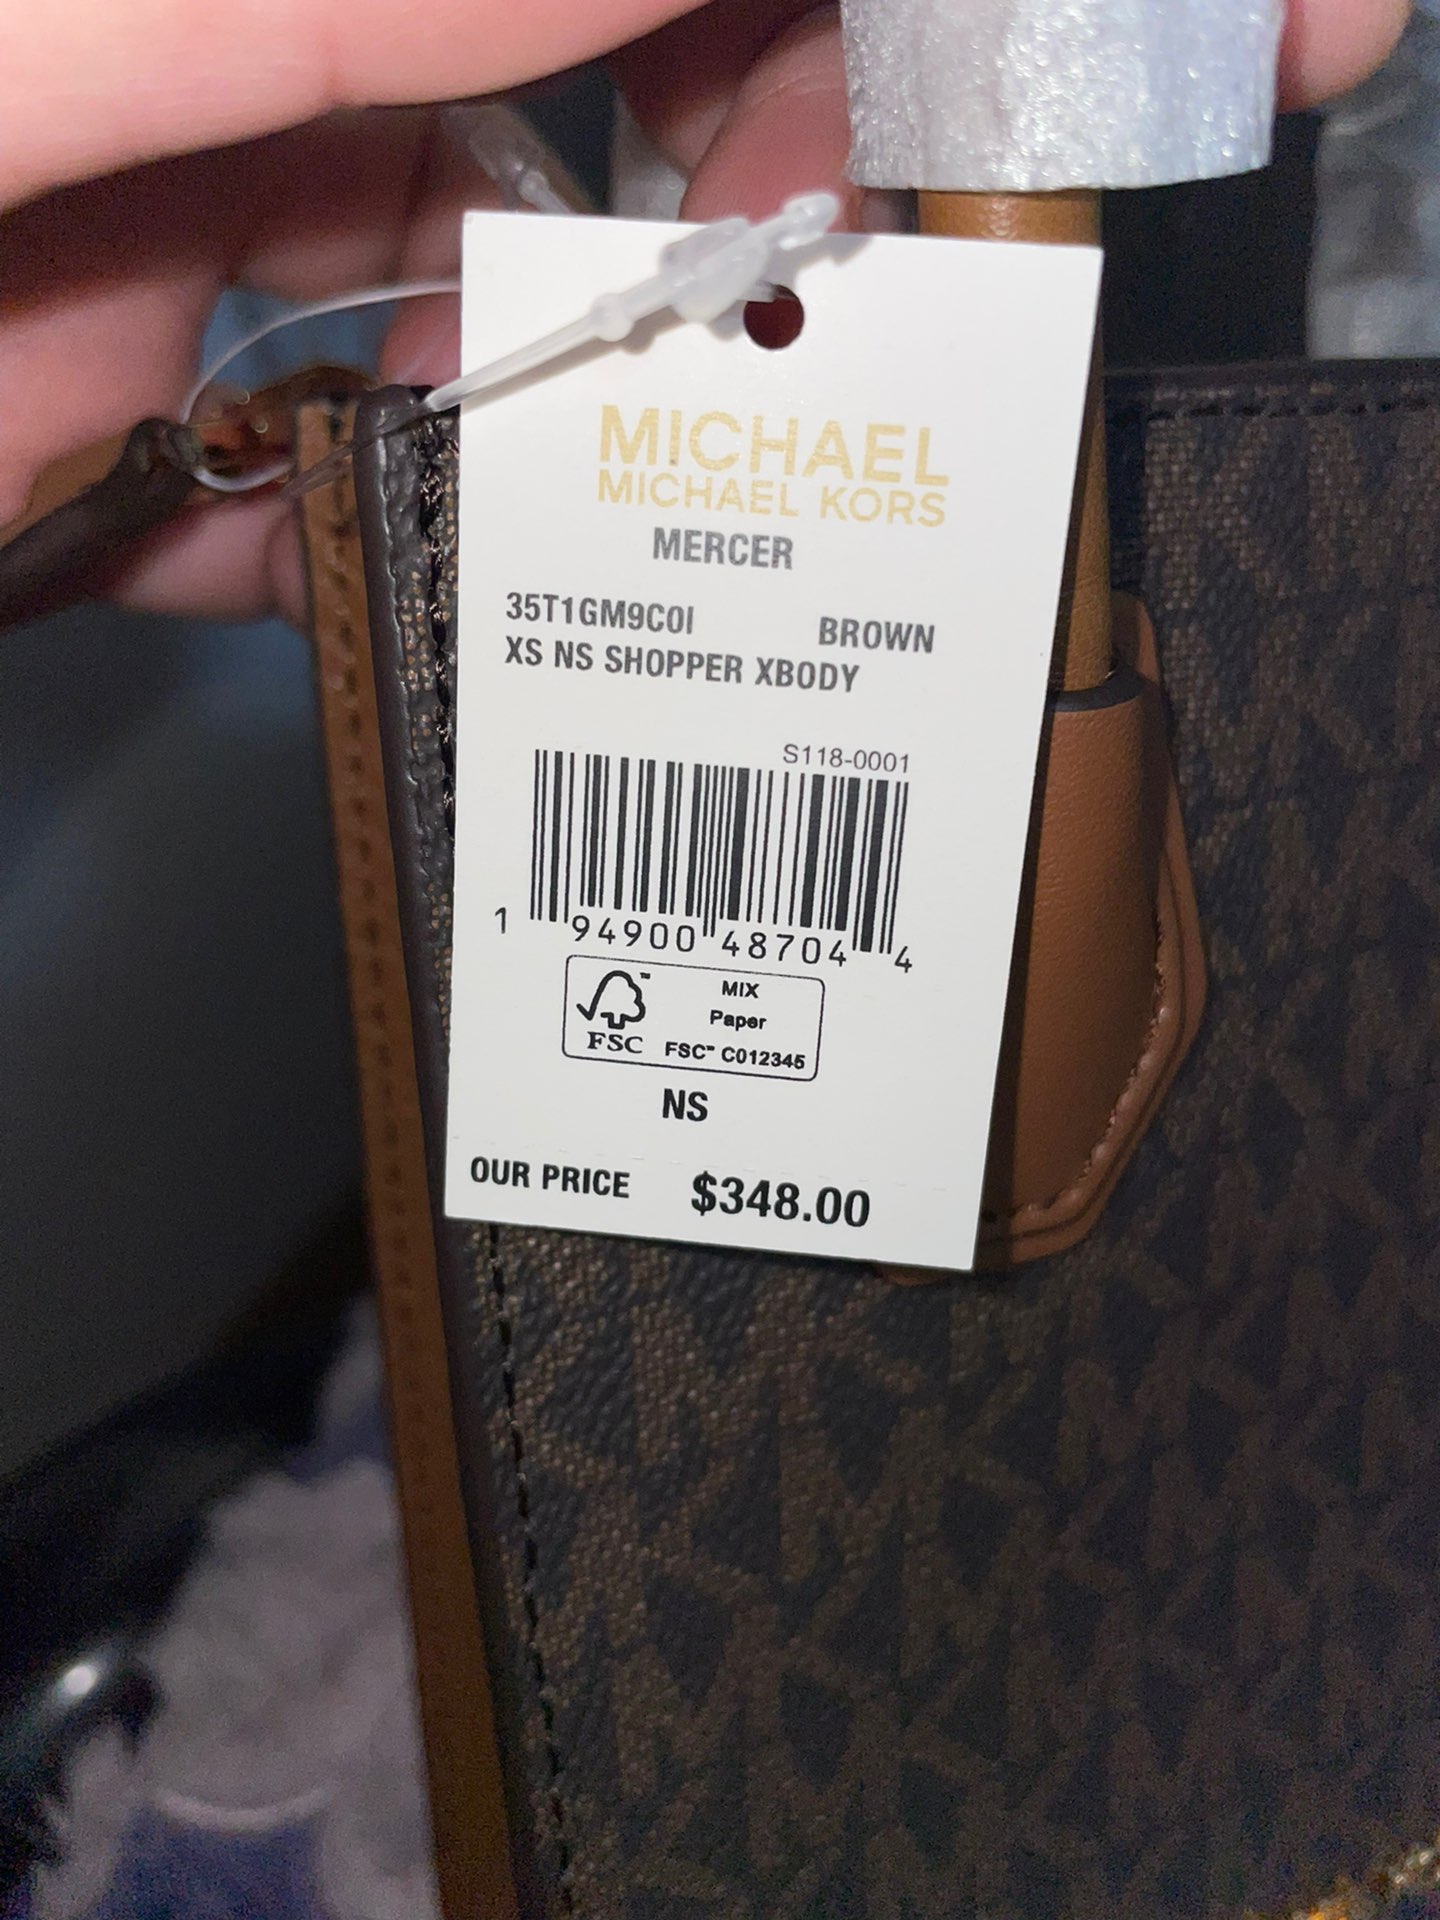 MICHAEL
MICHAEL KORS
MERCER
35T1GM9C0I BROWN
XS NS SHOPPER XBODY
S118-0001
1 94900 48704 4
FSC
™
MIX
Paper
FSC™ C012345
NS
OUR PRICE $348.00